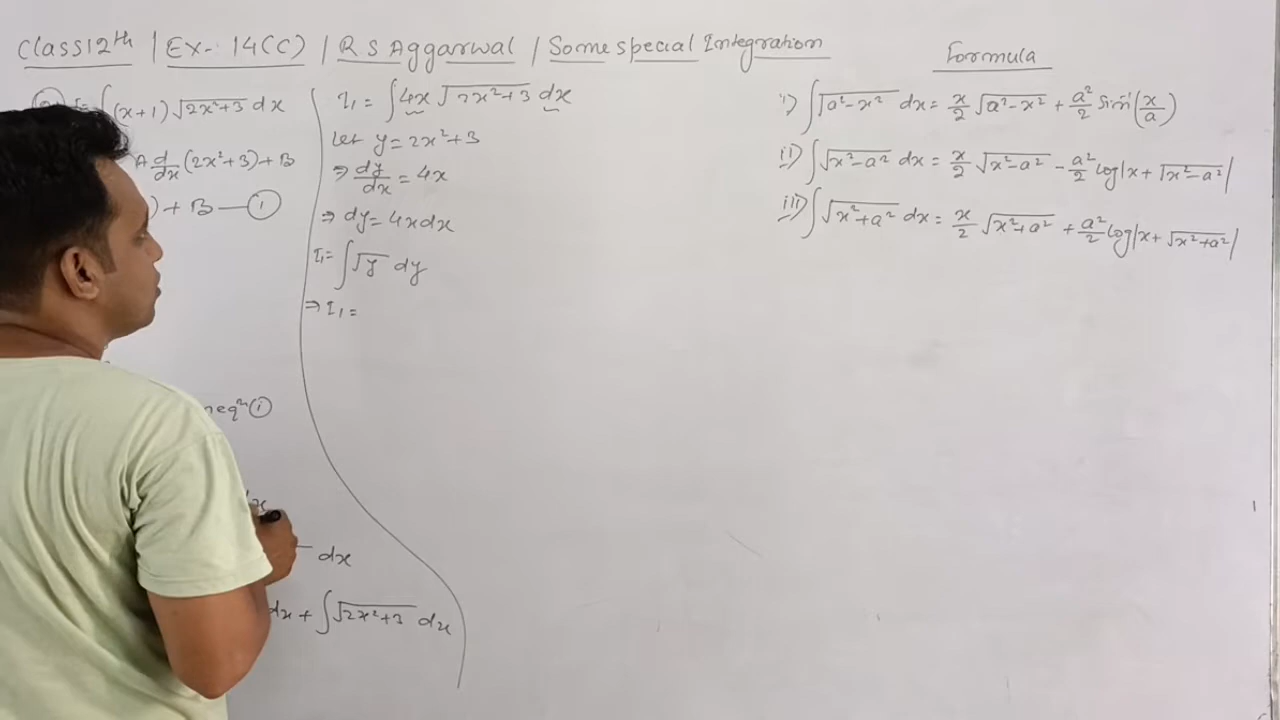 Class 12th | Ex- 14(C) | R S Aggarwal | Some special Integration
∫(x+1) √2x²+3 dx
A d/dx (2x²+3) + B
) + B — ①
neqⁿ ①
dx
dx + ∫√2x²+3 dx
I₁ = ∫ 4x √2x²+3 dx
Let y = 2x²+3
⇒ dy/dx = 4x
⇒ dy = 4x dx
I₁ = ∫√y dy
⇒ I₁ =
Formula
i) ∫√a²-x² dx = x/2 √a²-x² + a²/2 Sin⁻¹(x/a)
ii) ∫√x²-a² dx = x/2 √x²-a² - a²/2 log|x + √x²-a²|
iii) ∫√x²+a² dx = x/2 √x²+a² + a²/2 log|x + √x²+a²|